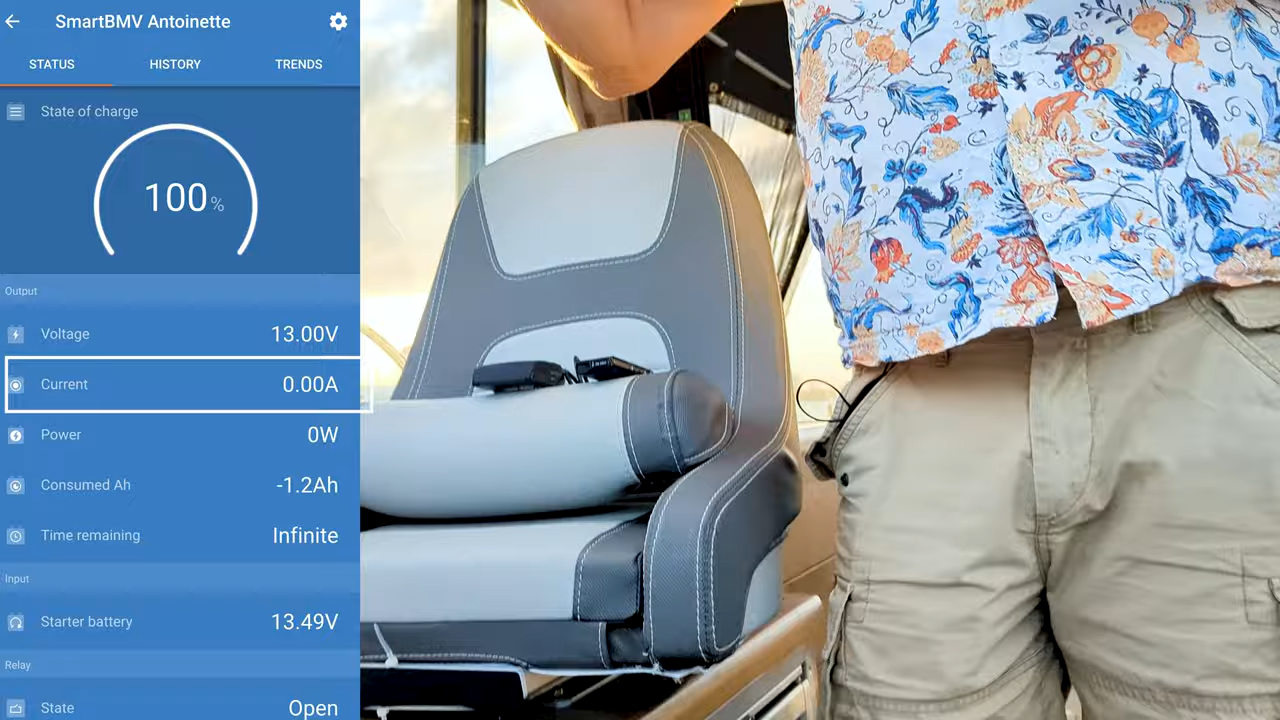 SmartBMV Antoinette
STATUS HISTORY TRENDS
State of charge
100%
Output
Voltage 13.00V
Current 0.00A
Power 0W
Consumed Ah -1.2Ah
Time remaining Infinite
Input
Starter battery 13.49V
Relay
State Open